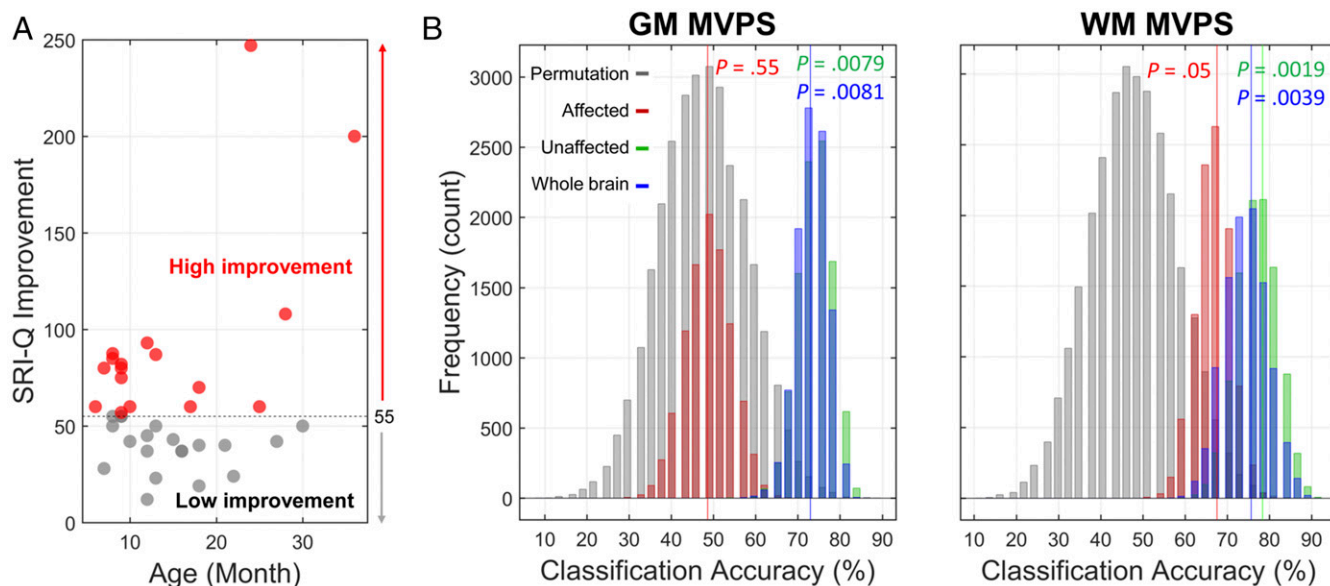 A
250
200
150
100
50
0
SRI-Q Improvement
High improvement
Low improvement
55
10 20 30
Age (Month)
B
GM MVPS
Permutation
Affected
Unaffected
Whole brain
P = .55
P = .0079
P = .0081
3000
2500
2000
1500
1000
500
0
Frequency (count)
10 20 30 40 50 60 70 80 90
Classification Accuracy (%)
WM MVPS
P = .05
P = .0019
P = .0039
10 20 30 40 50 60 70 80 90
Classification Accuracy (%)